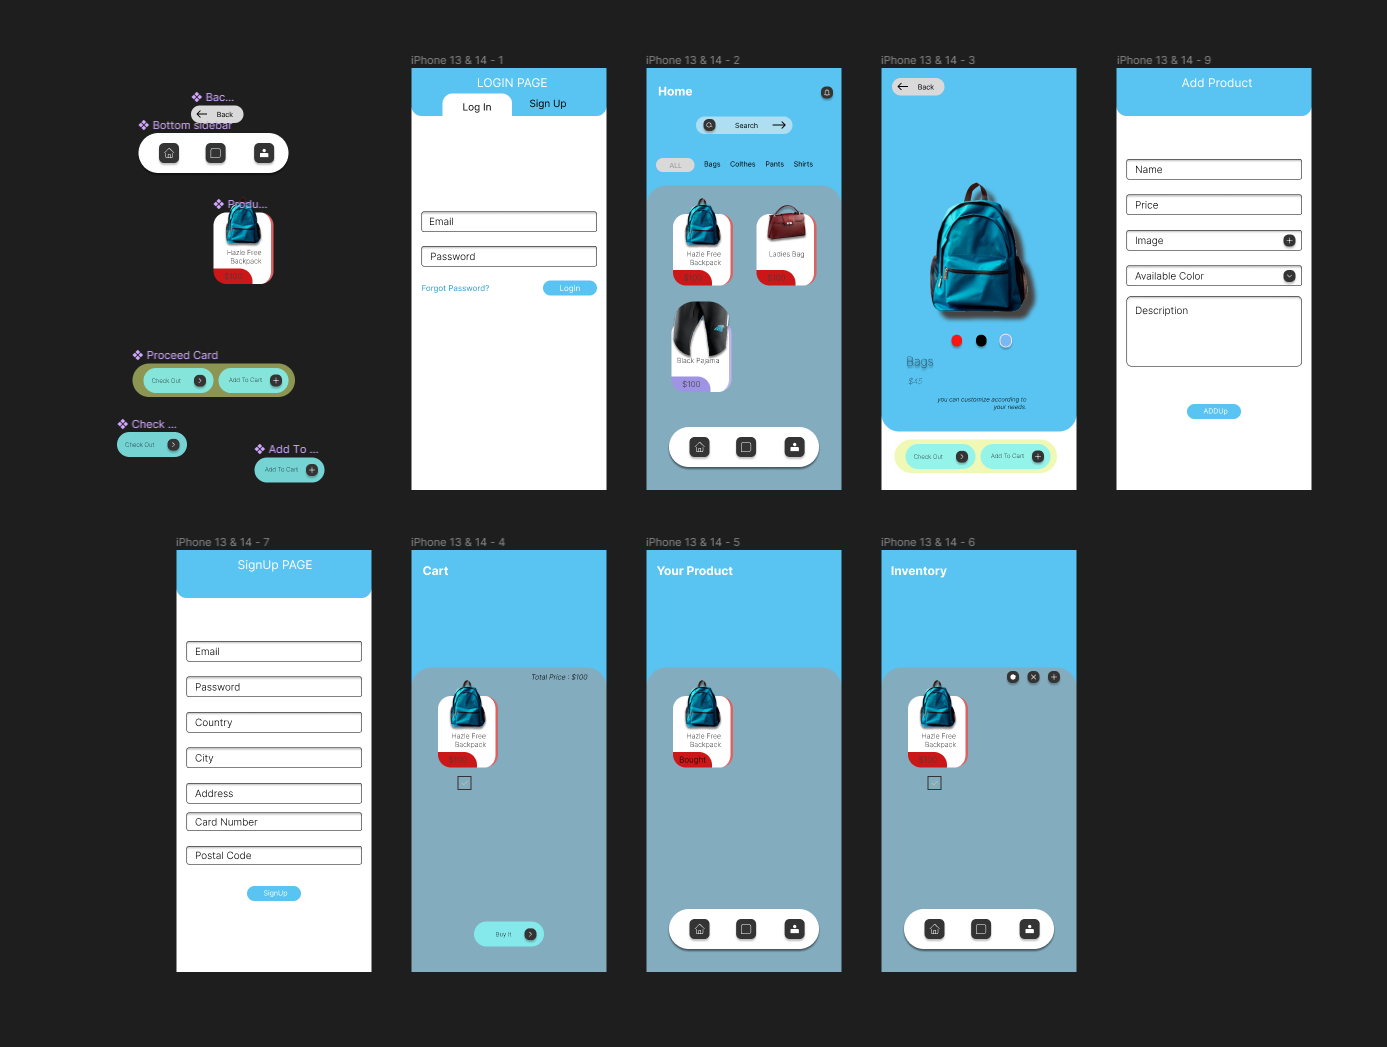 Bac...
Back
Bottom sidebar
Produ...
Hazle Free
Backpack
$100
Proceed Card
Check Out
Add To Cart
Check ...
Check Out
Add To ...
Add To Cart
iPhone 13 & 14 - 1
LOGIN PAGE
Log In
Sign Up
Email
Password
Forgot Password?
Login
iPhone 13 & 14 - 2
Home
Search
ALL
Bags
Colthes
Pants
Shirts
Hazle Free
Backpack
$100
Ladies Bag
$100
Black Pajama
$100
iPhone 13 & 14 - 3
Back
Bags
$45
you can customize according to
your needs.
Check Out
Add To Cart
iPhone 13 & 14 - 9
Add Product
Name
Price
Image
Available Color
Description
ADDUp
iPhone 13 & 14 - 7
SignUp PAGE
Email
Password
Country
City
Address
Card Number
Postal Code
SignUp
iPhone 13 & 14 - 4
Cart
Total Price : $100
Hazle Free
Backpack
$100
Buy It
iPhone 13 & 14 - 5
Your Product
Hazle Free
Backpack
Bought
iPhone 13 & 14 - 6
Inventory
Hazle Free
Backpack
$100